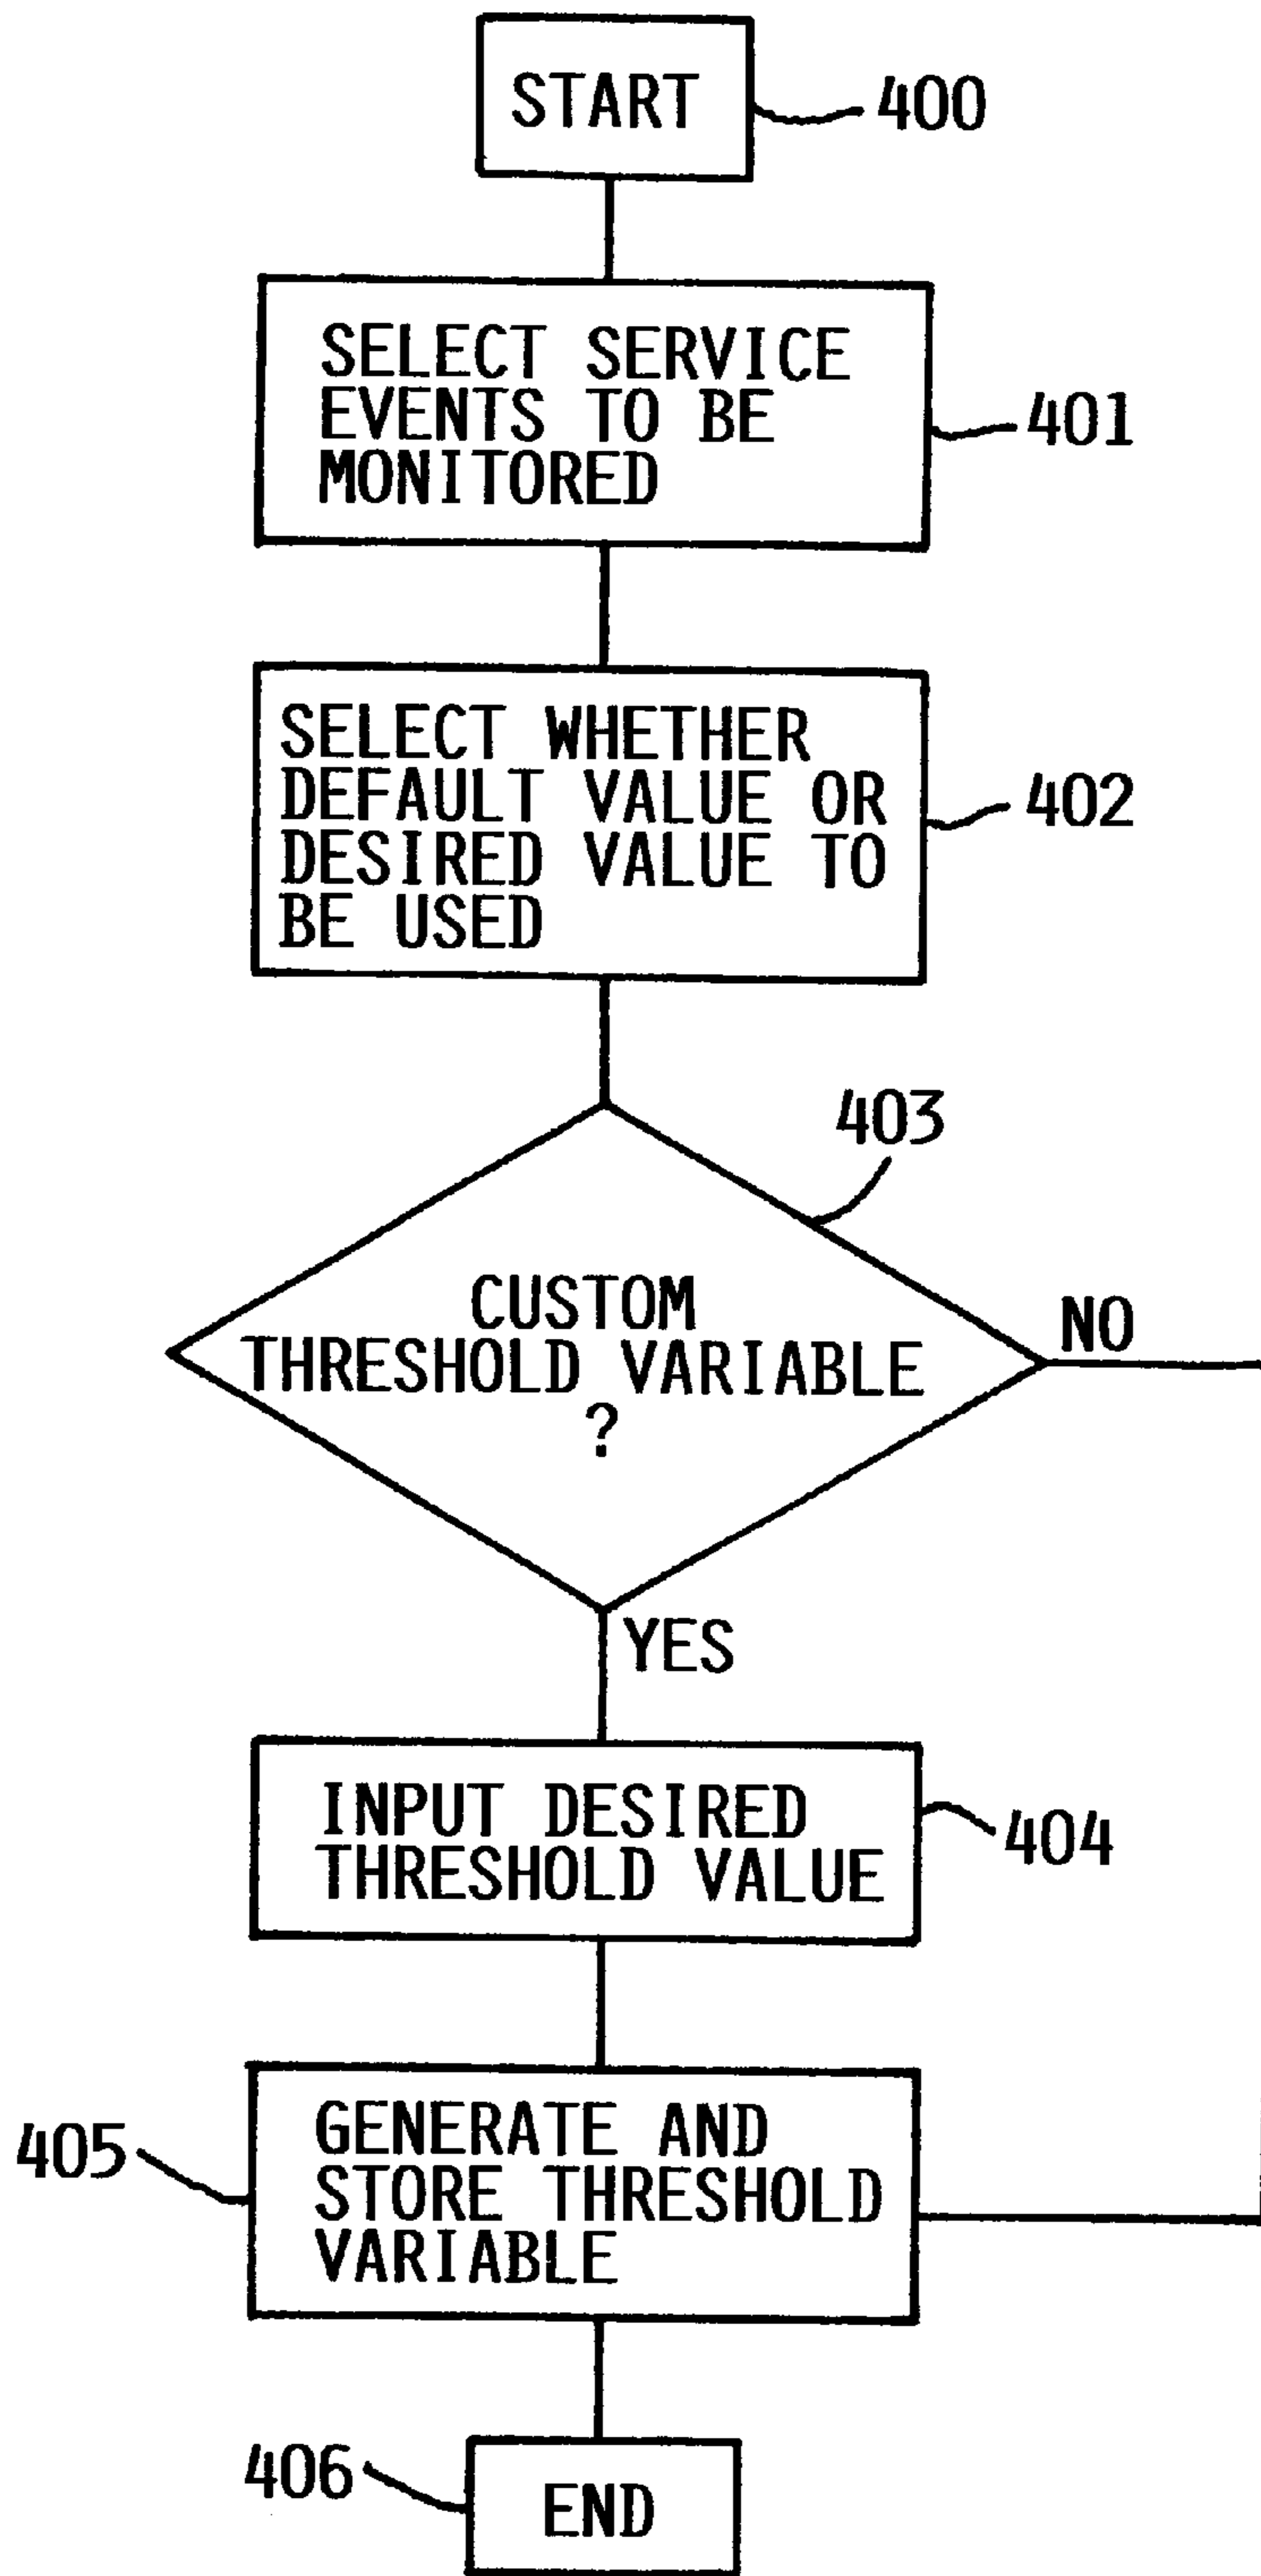 START
400
SELECT SERVICE
EVENTS TO BE
MONITORED
401
SELECT WHETHER
DEFAULT VALUE OR
DESIRED VALUE TO
BE USED
402
403
CUSTOM
THRESHOLD VARIABLE
?
NO
YES
INPUT DESIRED
THRESHOLD VALUE
404
405
GENERATE AND
STORE THRESHOLD
VARIABLE
406
END